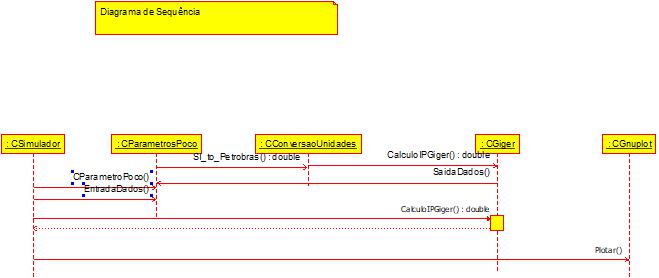 Diagrama de Sequência
: CSimulador
: CParametrosPoco
: CConversaoUnidades
: CGiger
: CGnuplot
SI_to_Petrobras() : double
CalculoIPGiger() : double
CParametroPoco()
SaidaDados()
EntradaDados()
CalculoIPGiger() : double
Plotar()